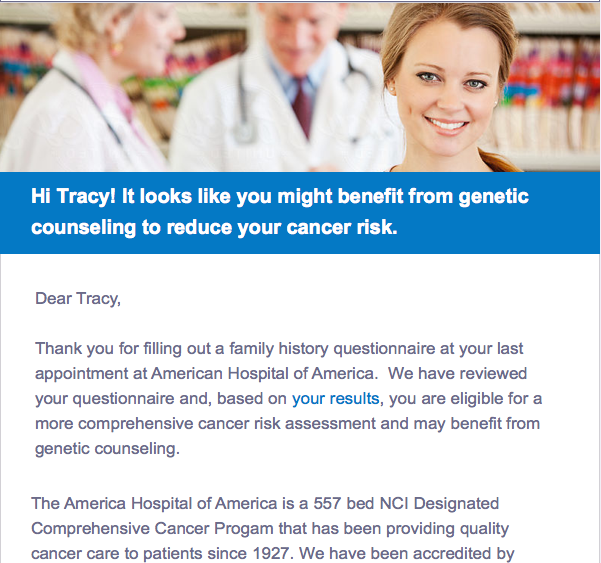 Hi Tracy! It looks like you might benefit from genetic
counseling to reduce your cancer risk.
Dear Tracy,
Thank you for filling out a family history questionnaire at your last
appointment at American Hospital of America.  We have reviewed
your questionnaire and, based on your results, you are eligible for a
more comprehensive cancer risk assessment and may benefit from
genetic counseling.
The America Hospital of America is a 557 bed NCI Designated
Comprehensive Cancer Progam that has been providing quality
cancer care to patients since 1927. We have been accredited by